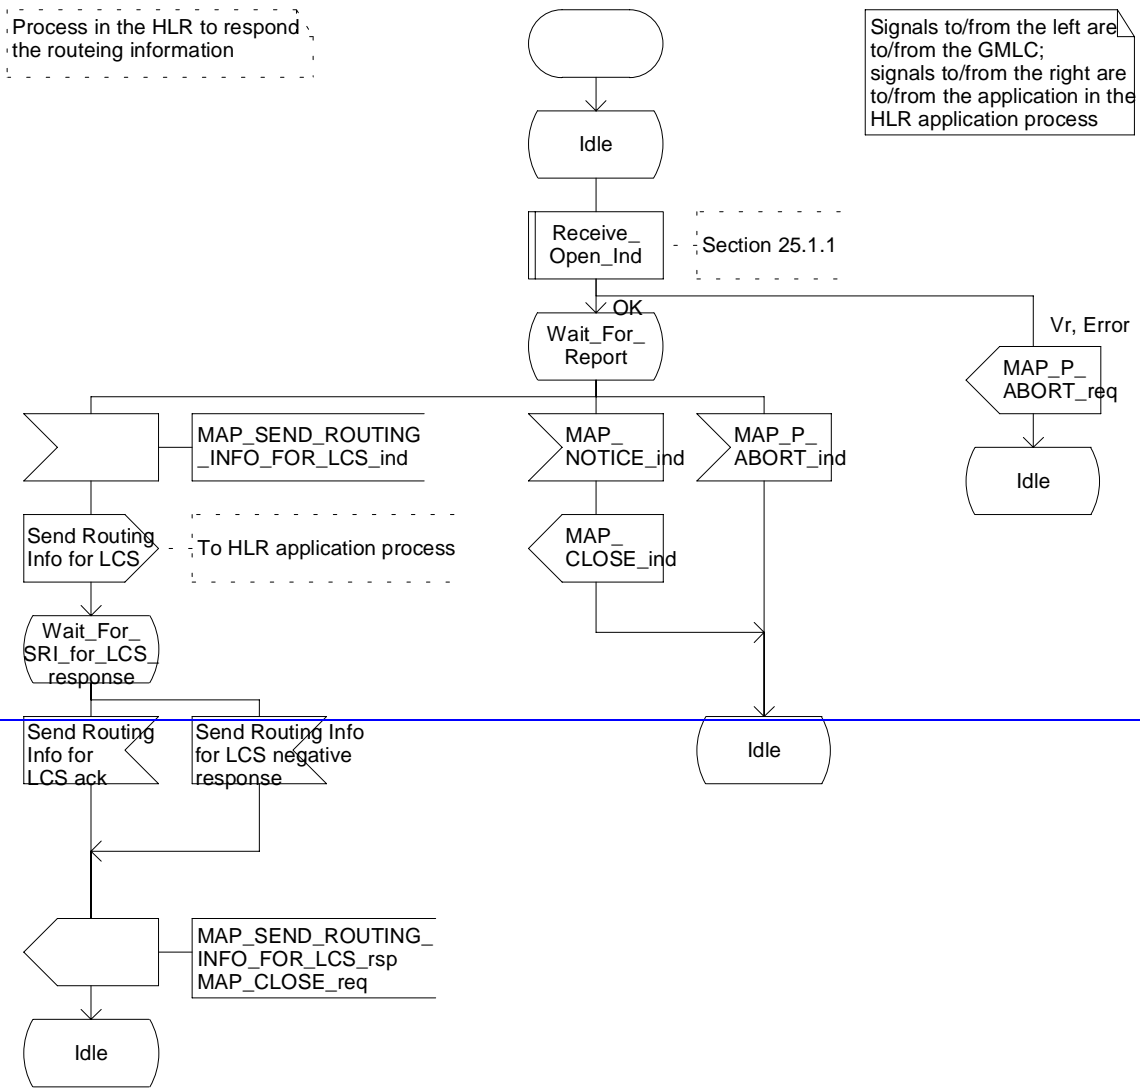 Process in the HLR to respond
the routeing information
Signals to/from the left are
to/from the GMLC;
signals to/from the right are
to/from the application in the
HLR application process
Idle
Receive_
Open_Ind
Section 25.1.1
OK
Vr, Error
Wait_For_
Report
MAP_P_
ABORT_req
Idle
MAP_SEND_ROUTING
_INFO_FOR_LCS_ind
MAP_
NOTICE_ind
MAP_P_
ABORT_ind
Send Routing
Info for LCS
To HLR application process
MAP_
CLOSE_ind
Wait_For_
SRI_for_LCS_
response
Send Routing
Info for
LCS ack
Send Routing Info
for LCS negative
response
Idle
MAP_SEND_ROUTING_
INFO_FOR_LCS_rsp
MAP_CLOSE_req
Idle